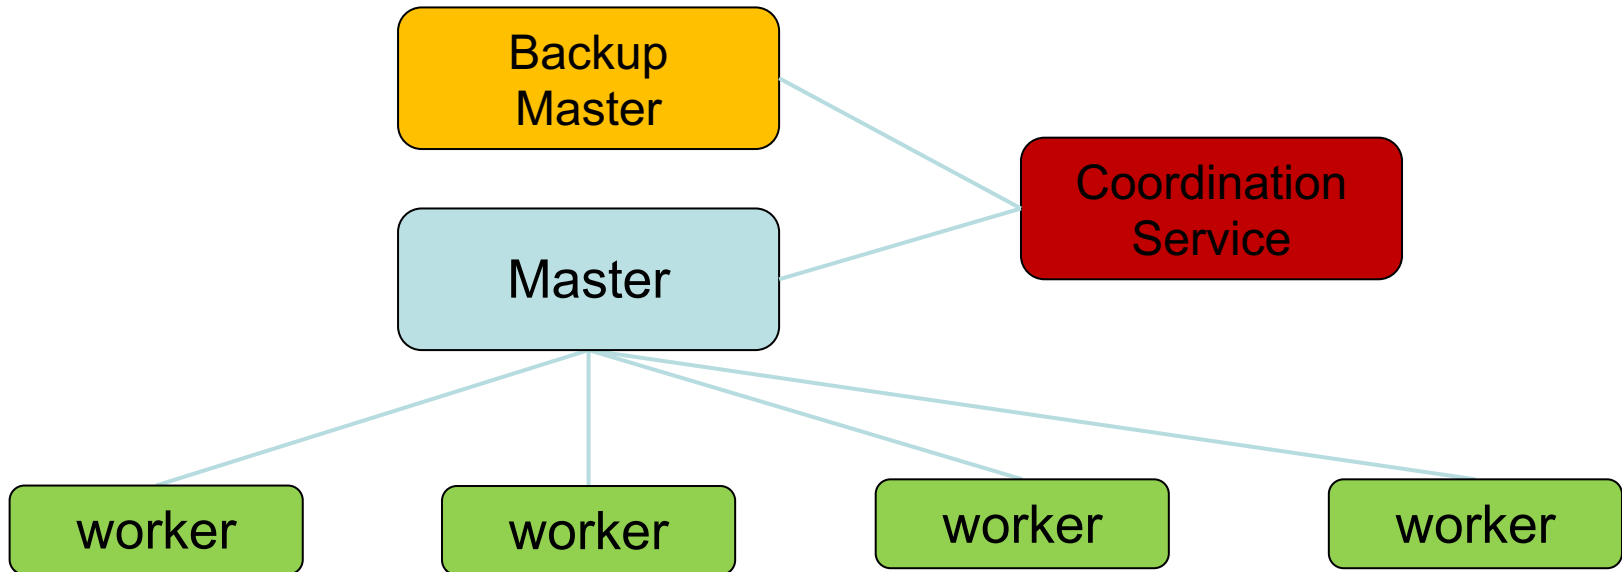 Backup
Master
Coordination
Service
Master
worker
worker
worker
worker